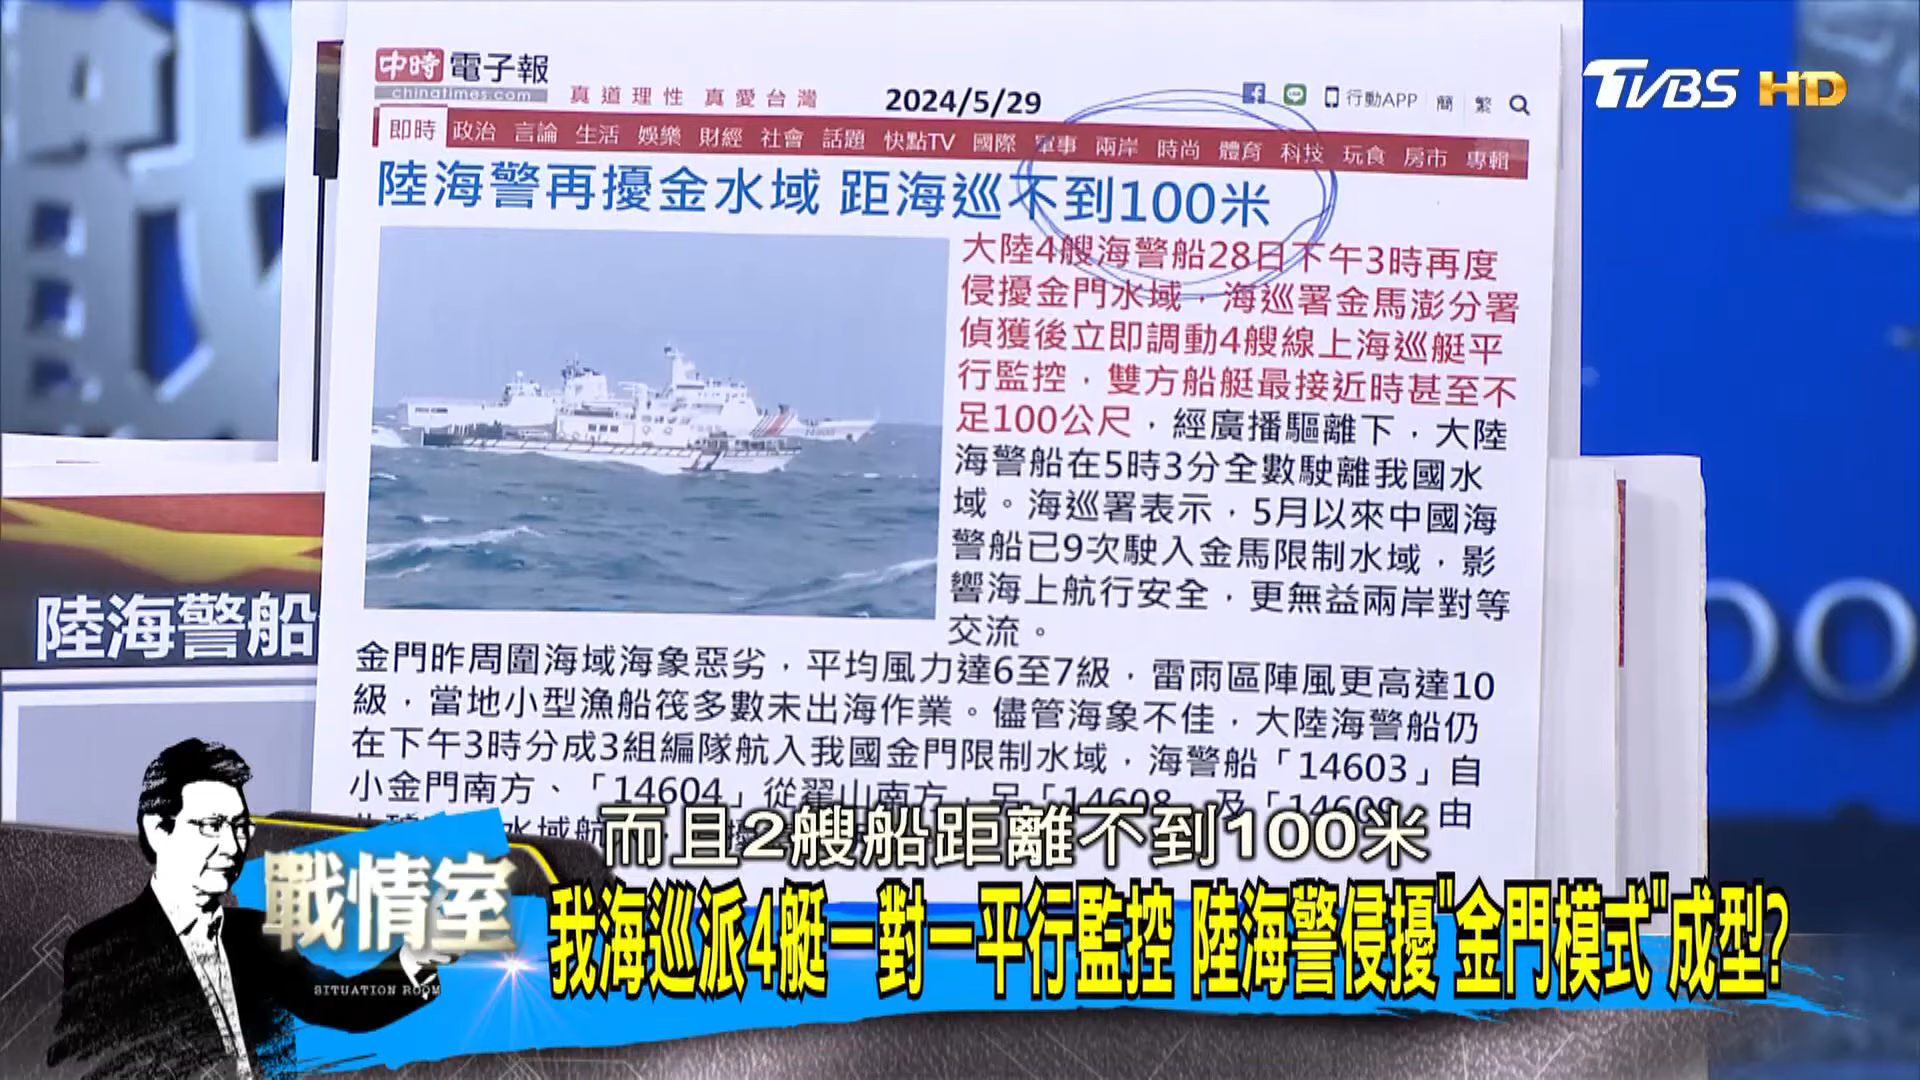 TVBS HD
中時 電子報
chinatimes.com
真道理性 真愛台灣
2024/5/29
行動APP 簡 繁
即時 政治 言論 生活 娛樂 財經 社會 話題 快點TV 國際 軍事 兩岸 時尚 體育 科技 玩食 房市 專輯
陸海警再擾金水域 距海巡不到100米
大陸4艘海警船28日下午3時再度
侵擾金門水域，海巡署金馬澎分署
偵獲後立即調動4艘線上海巡艇平
行監控，雙方船艇最接近時甚至不
足100公尺，經廣播驅離下，大陸
海警船在5時3分全數駛離我國水
域。海巡署表示，5月以來中國海
警船已9次駛入金馬限制水域，影
響海上航行安全，更無益兩岸對等
交流。
金門昨周圍海域海象惡劣，平均風力達6至7級，雷雨區陣風更高達10
級，當地小型漁船筏多數未出海作業。儘管海象不佳，大陸海警船仍
在下午3時分成3組編隊航入我國金門限制水域，海警船「14603」自
小金門南方、「14604」從翟山南方，另「14608」及「14609」由
水域航
陸海警船
而且2艘船距離不到100米
戰情室
SITUATION ROOM
我海巡派4艇一對一平行監控 陸海警侵擾"金門模式"成型?